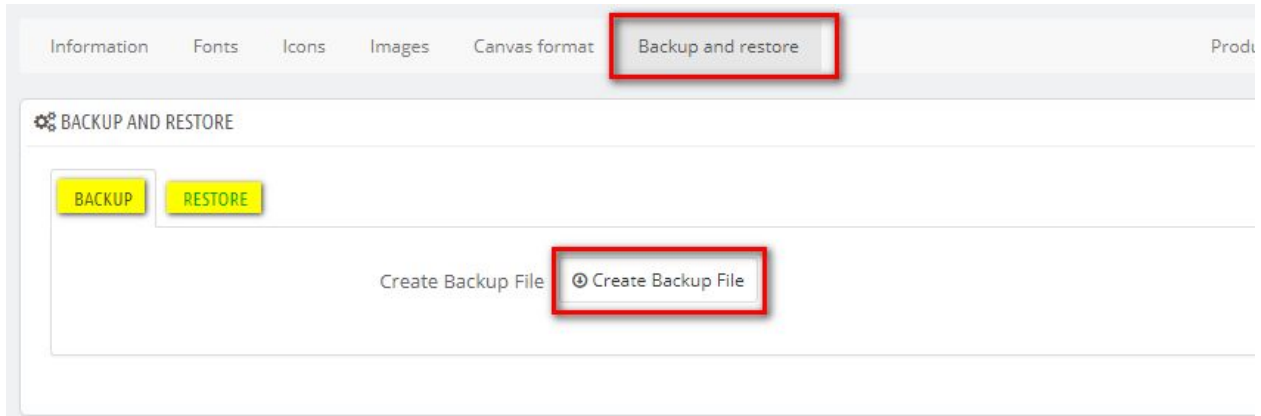 Information Fonts Icons Images Canvas format Backup and restore
BACKUP AND RESTORE
BACKUP RESTORE
Create Backup File Create Backup File